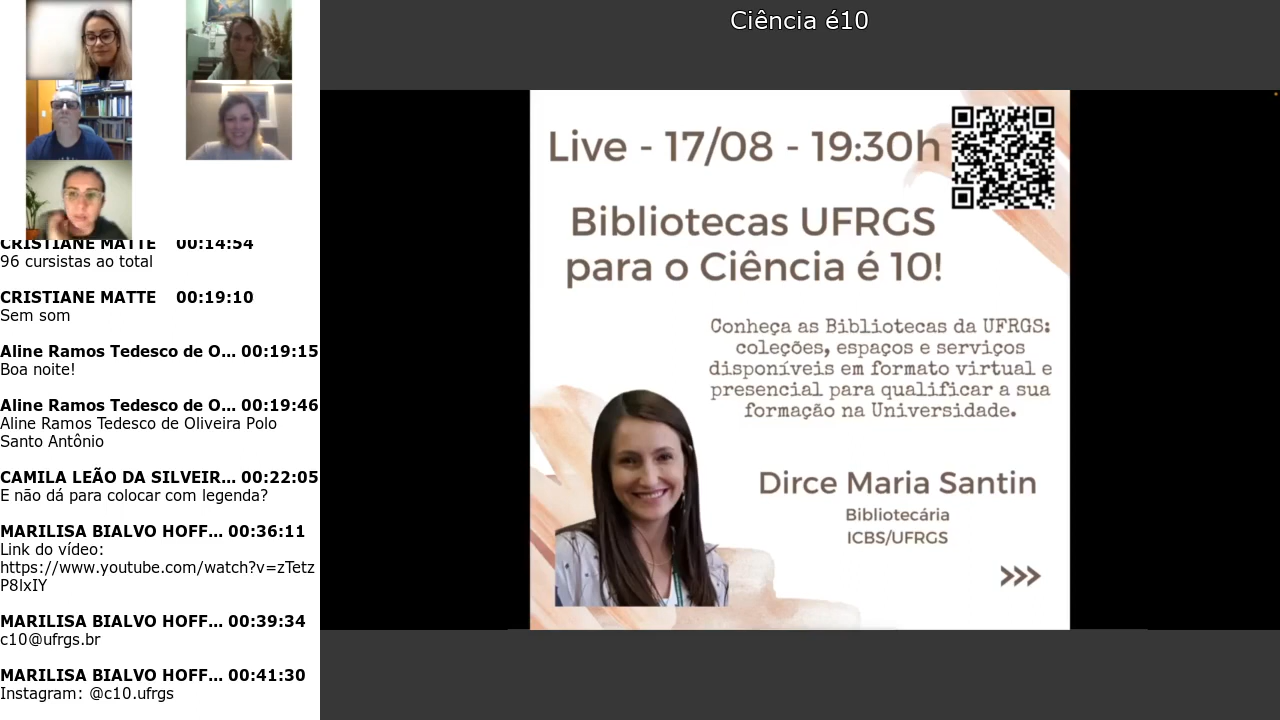 Ciência é10
CRISTIANE MATTE 00:14:54
96 cursistas ao total
CRISTIANE MATTE 00:19:10
Sem som
Aline Ramos Tedesco de O... 00:19:15
Boa noite!
Aline Ramos Tedesco de O... 00:19:46
Aline Ramos Tedesco de Oliveira Polo
Santo Antônio
CAMILA LEÃO DA SILVEIR... 00:22:05
E não dá para colocar com legenda?
MARILISA BIALVO HOFF... 00:36:11
Link do vídeo:
https://www.youtube.com/watch?v=zTetz
P8lxIY
MARILISA BIALVO HOFF... 00:39:34
c10@ufrgs.br
MARILISA BIALVO HOFF... 00:41:30
Instagram: @c10.ufrgs
Live - 17/08 - 19:30h
Bibliotecas UFRGS
para o Ciência é 10!
Conheça as Bibliotecas da UFRGS:
coleções, espaços e serviços
disponíveis em formato virtual e
presencial para qualificar a sua
formação na Universidade.
Dirce Maria Santin
Bibliotecária
ICBS/UFRGS